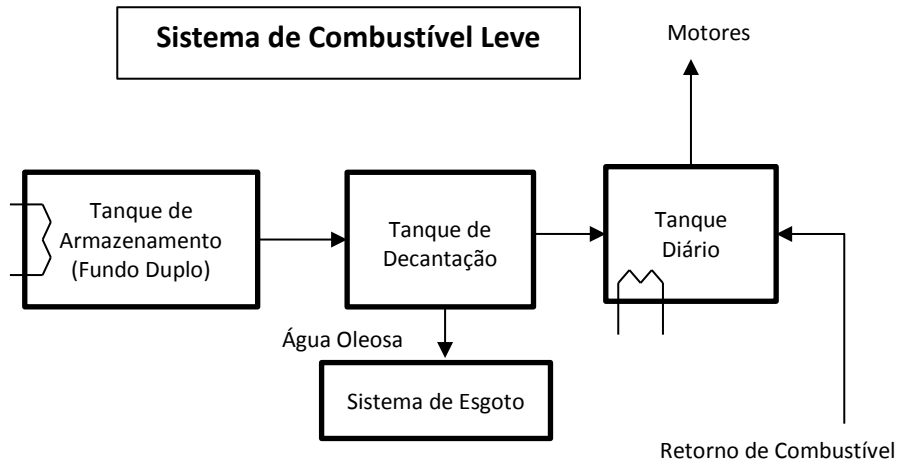 Sistema de Combustível Leve
Motores
Tanque de
Armazenamento
(Fundo Duplo)
Tanque de
Decantação
Tanque
Diário
Água Oleosa
Sistema de Esgoto
Retorno de Combustível